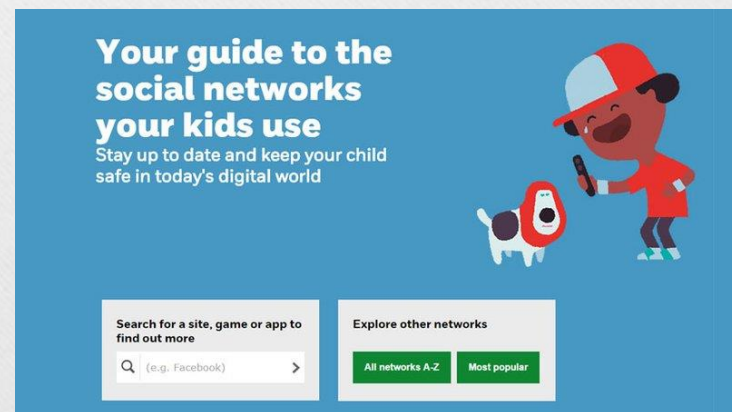 Your guide to the
social networks
your kids use
Stay up to date and keep your child
safe in today's digital world
Search for a site, game or app to
find out more
(e.g. Facebook)
Explore other networks
All networks A-Z
Most popular